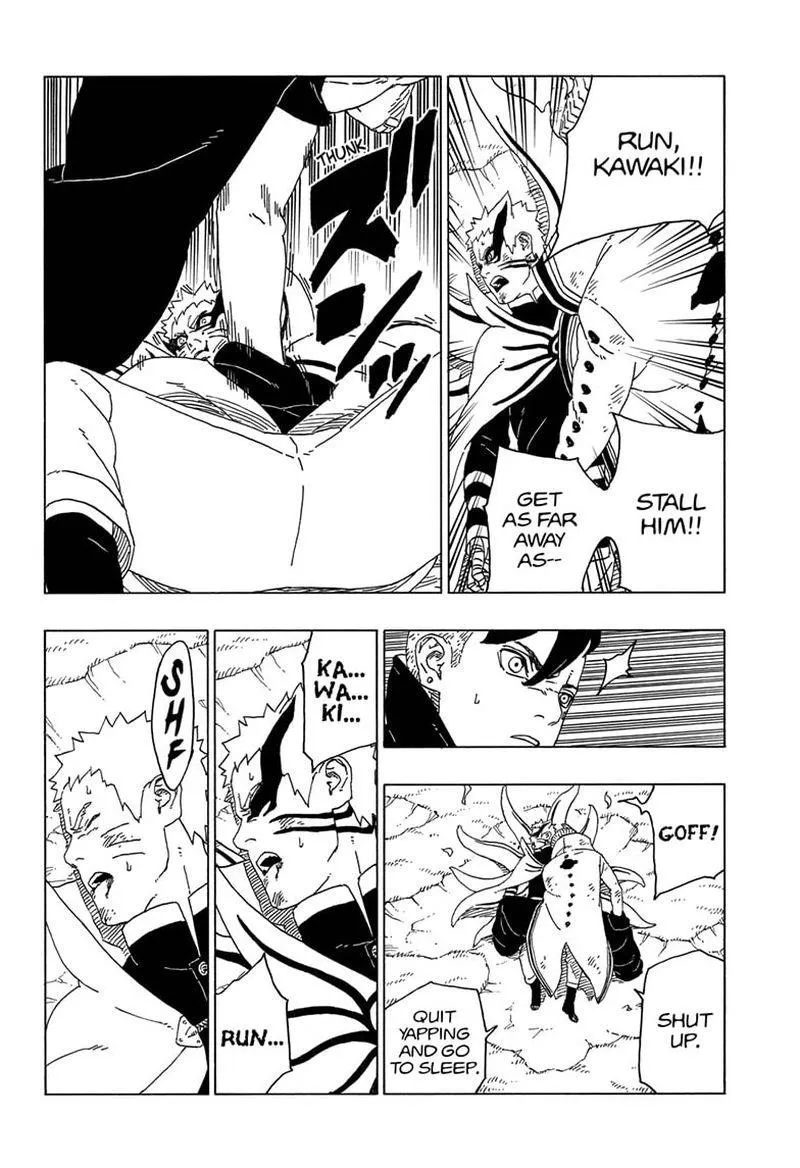 RUN,
KAWAKI!!
STALL
HIM!!
GET
AS FAR
AWAY
AS--
THUNK
ズッ
GOFF!
SHUT
UP.
QUIT
YAPPING
AND GO
TO SLEEP.
KA...
WA...
KI...
RUN...
SHF